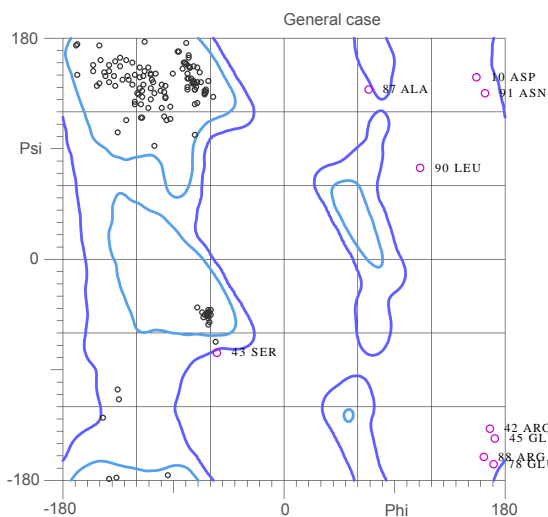 General case
180
10 ASP
87 ALA
91 ASN
Psi
90 LEU
0
43 SER
42 ARG
45 GL
88 ARG
78 GLU
-180
-180
0
Phi
180